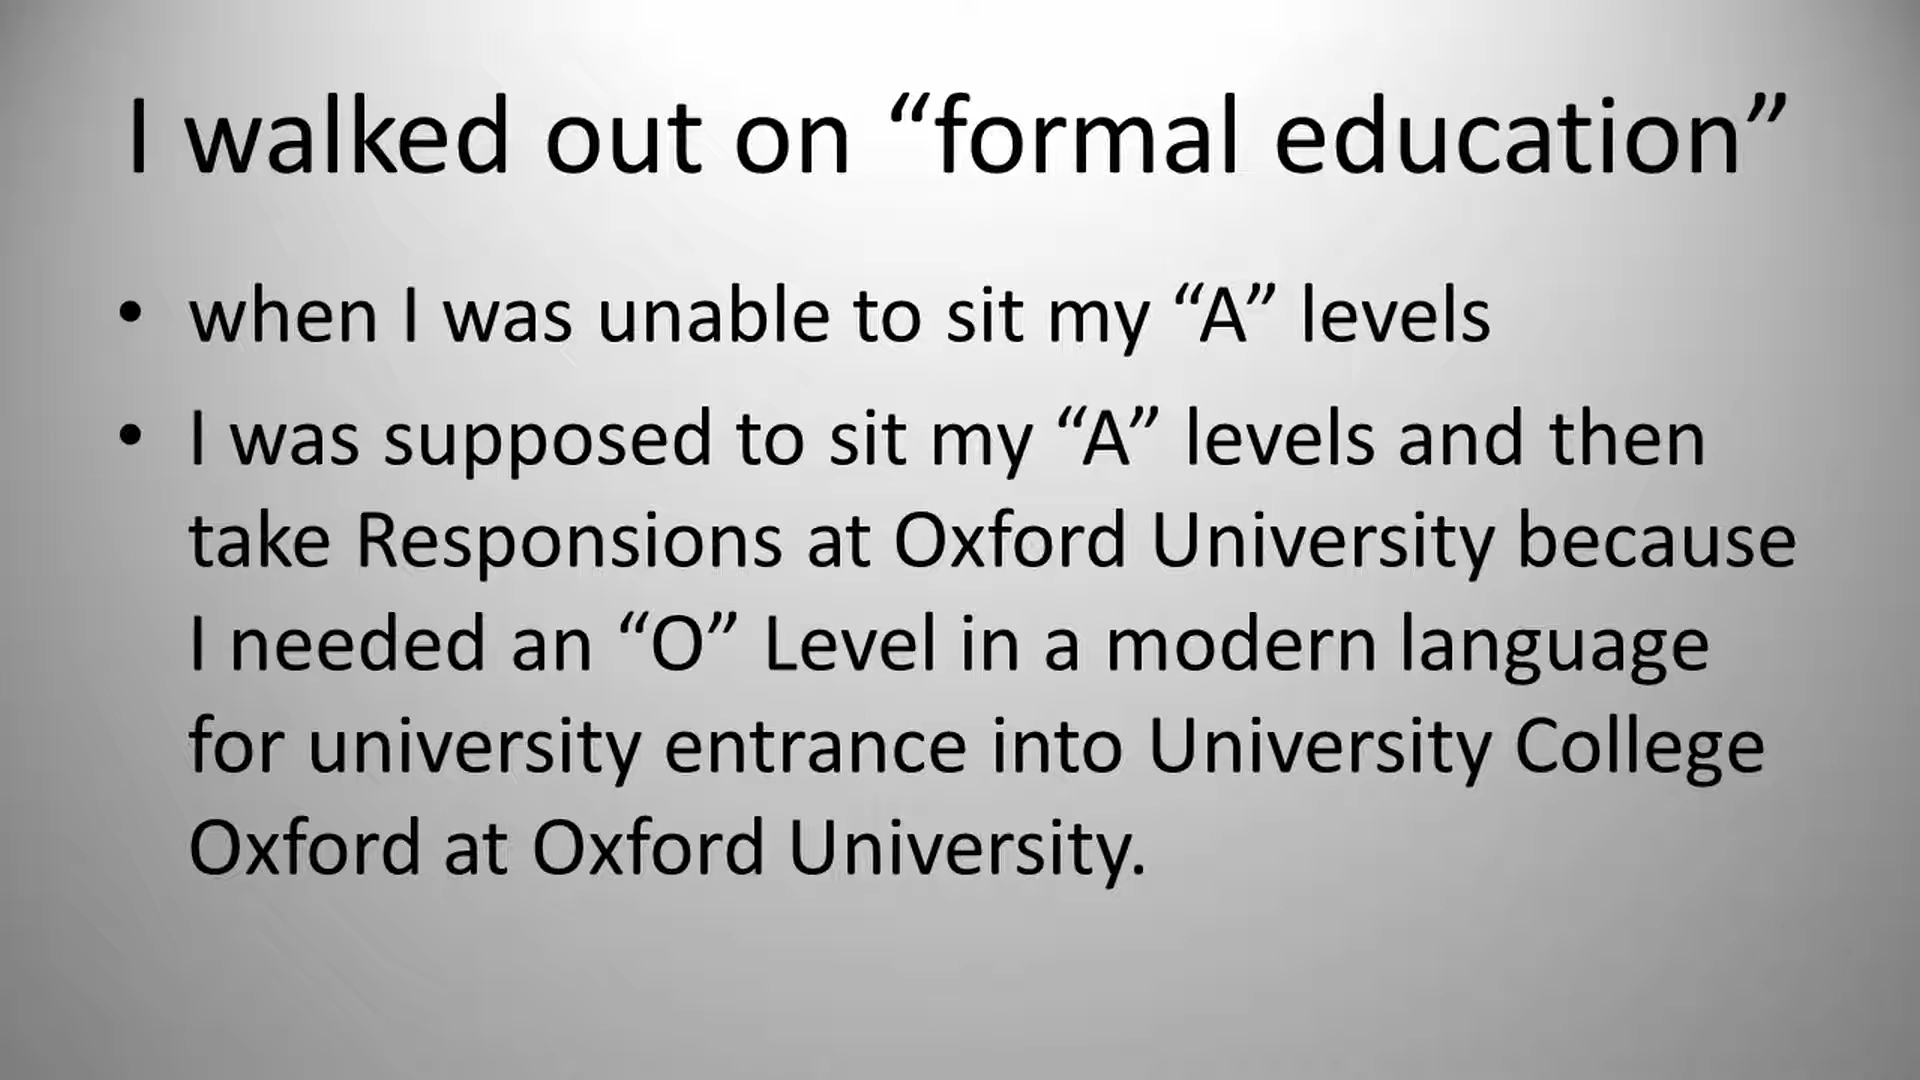 I walked out on “formal education”
• when I was unable to sit my “A” levels
• I was supposed to sit my “A” levels and then
take Responsions at Oxford University because
I needed an “O” Level in a modern language
for university entrance into University College
Oxford at Oxford University.